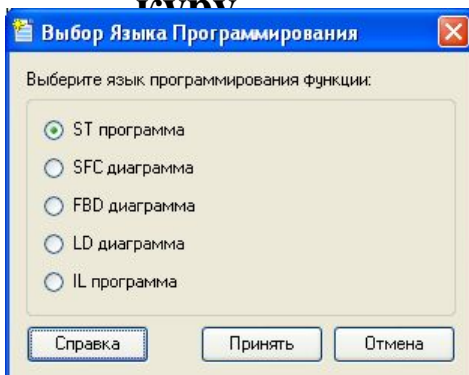 Выбор Языка Программирования
Выберите язык программирования функции:
ST программа
SFC диаграмма
FBD диаграмма
LD диаграмма
IL программа
Справка Принять Отмена